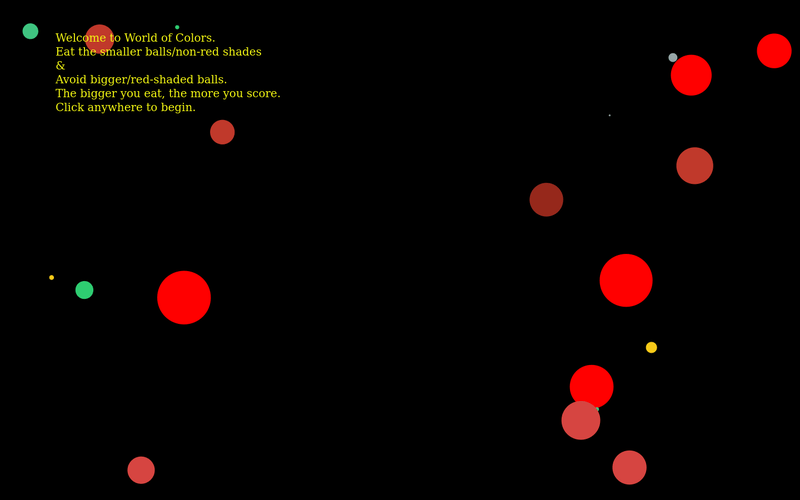 Welcome to World of Colors.
Eat the smaller balls/non-red shades
&
Avoid bigger/red-shaded balls.
The bigger you eat, the more you score.
Click anywhere to begin.